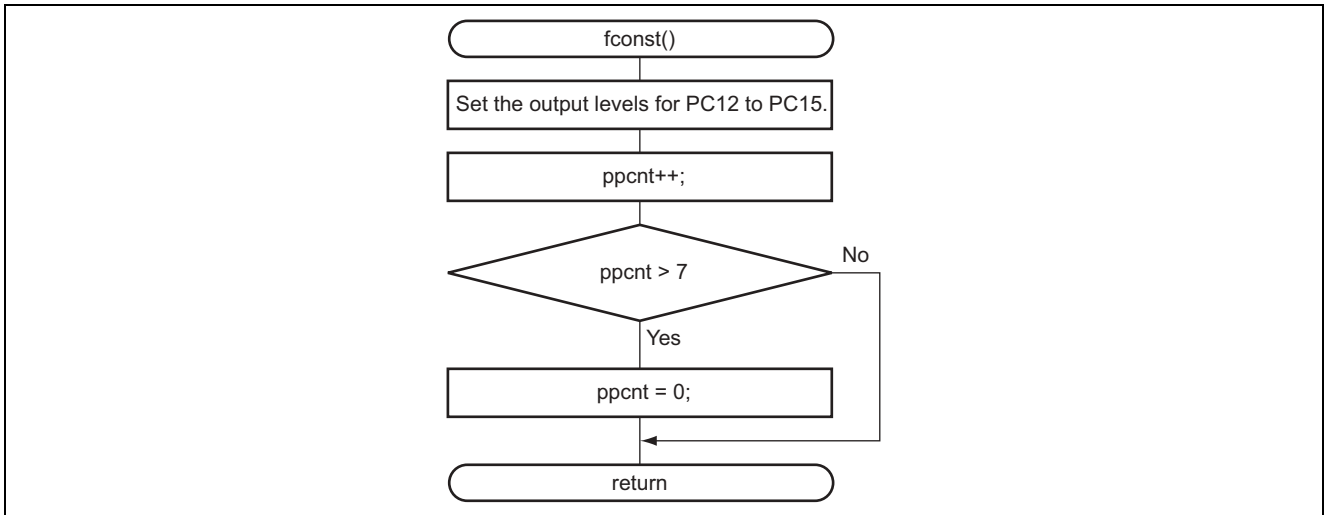 fconst()
Set the output levels for PC12 to PC15.
ppcnt++;
ppcnt > 7
No
Yes
ppcnt = 0;
return